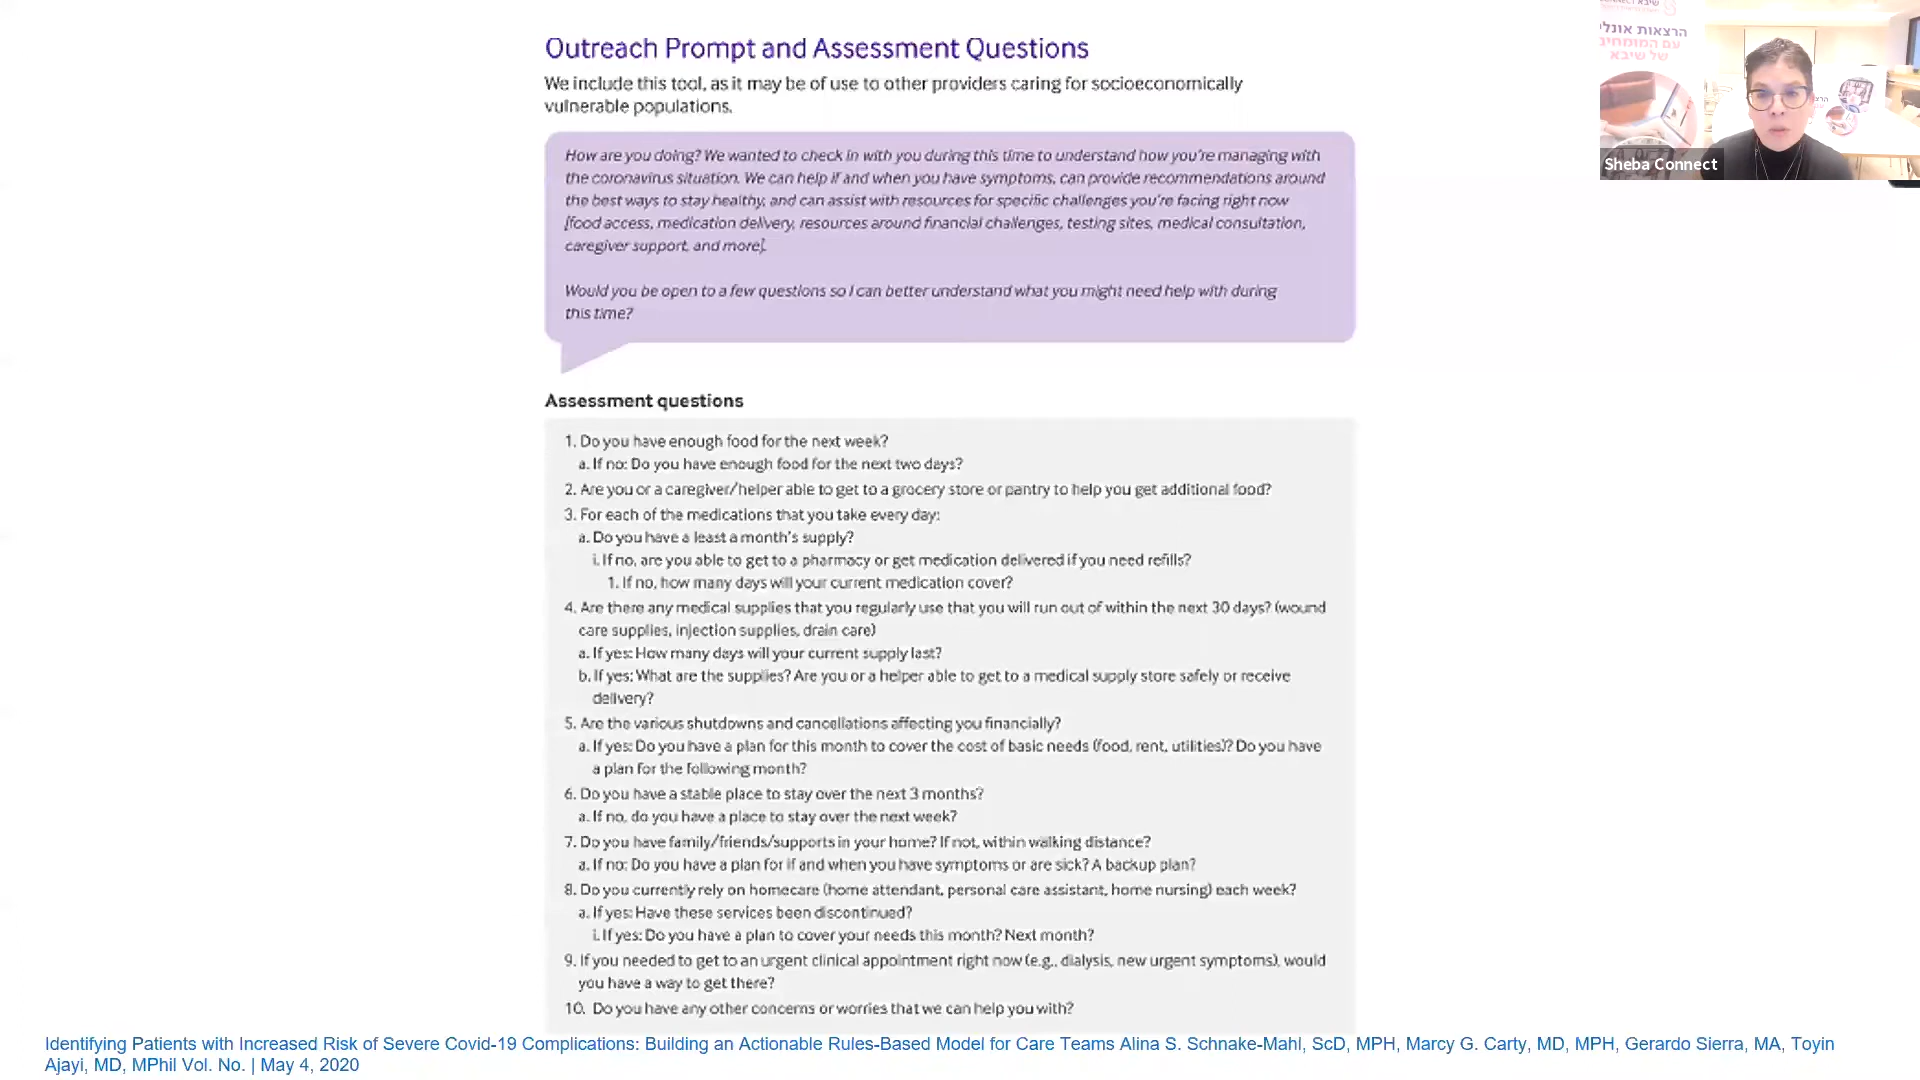 Outreach Prompt and Assessment Questions
We include this tool, as it may be of use to other providers caring for socioeconomically
vulnerable populations.
How are you doing? We wanted to check in with you during this time to understand how you're managing with
the coronavirus situation. We can help if and when you have symptoms, can provide recommendations around
the best ways to stay healthy, and can assist with resources for specific challenges you're facing right now
[food access, medication delivery, resources around financial challenges, testing sites, medical consultation,
caregiver support, and more].
Would you be open to a few questions so I can better understand what you might need help with during
this time?
Assessment questions
1. Do you have enough food for the next week?
a. If no: Do you have enough food for the next two days?
2. Are you or a caregiver/helper able to get to a grocery store or pantry to help you get additional food?
3. For each of the medications that you take every day:
a. Do you have a least a month's supply?
i. If no, are you able to get to a pharmacy or get medication delivered if you need refills?
1. If no, how many days will your current medication cover?
4. Are there any medical supplies that you regularly use that you will run out of within the next 30 days? (wound
care supplies, injection supplies, drain care)
a. If yes: How many days will your current supply last?
b. If yes: What are the supplies? Are you or a helper able to get to a medical supply store safely or receive
delivery?
5. Are the various shutdowns and cancellations affecting you financially?
a. If yes: Do you have a plan for this month to cover the cost of basic needs (food, rent, utilities)? Do you have
a plan for the following month?
6. Do you have a stable place to stay over the next 3 months?
a. If no, do you have a place to stay over the next week?
7. Do you have family/friends/supports in your home? If not, within walking distance?
a. If no: Do you have a plan for if and when you have symptoms or are sick? A backup plan?
8. Do you currently rely on homecare (home attendant, personal care assistant, home nursing) each week?
a. If yes: Have these services been discontinued?
i. If yes: Do you have a plan to cover your needs this month? Next month?
9. If you needed to get to an urgent clinical appointment right now (e.g., dialysis, new urgent symptoms), would
you have a way to get there?
10. Do you have any other concerns or worries that we can help you with?
Identifying Patients with Increased Risk of Severe Covid-19 Complications: Building an Actionable Rules-Based Model for Care Teams Alina S. Schnake-Mahl, ScD, MPH, Marcy G. Carty, MD, MPH, Gerardo Sierra, MA, Toyin
Ajayi, MD, MPhil Vol. No. | May 4, 2020
הרצאות אונלי
עם המומחים
של שיבא
Sheba Connect